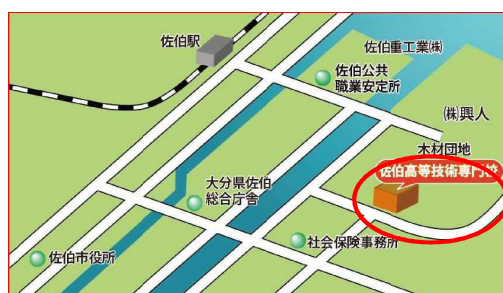 佐伯駅
佐伯重工業㈱
佐伯公共
職業安定所
㈱興人
木材団地
佐伯高等技術専門校
大分県佐伯
総合庁舎
社会保険事務所
佐伯市役所